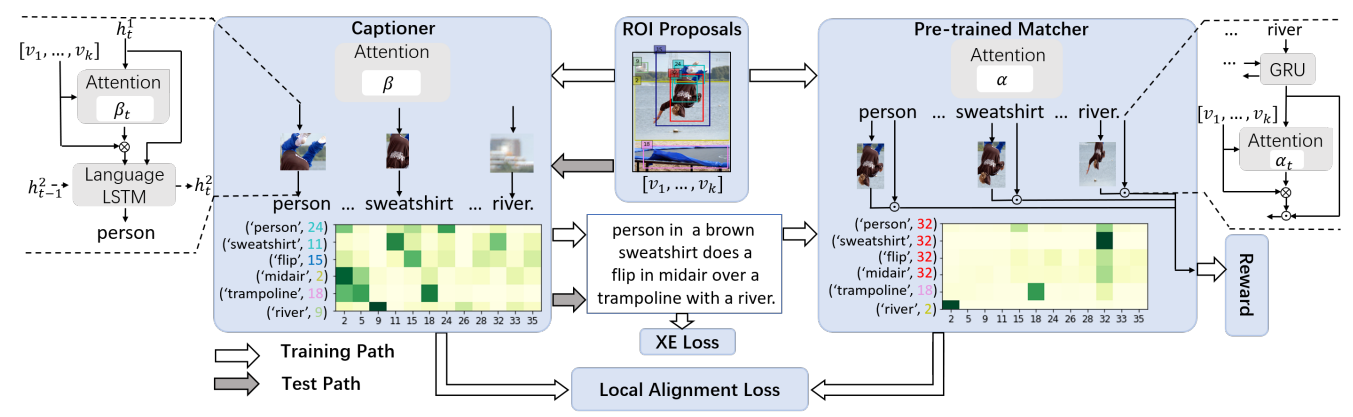 h_t^1
[v_1, ..., v_k]
Attention
β_t
⊗
h_{t-1}^2
Language
LSTM
h_t^2
person
Captioner
Attention
β
person ... sweatshirt ... river.
('person', 24)
('sweatshirt', 11)
('flip', 15)
('midair', 2)
('trampoline', 18)
('river', 9)
2 5 9 11 15 18 24 26 28 32 33 35
ROI Proposals
24
9
2
18
[v_1, ..., v_k]
person in a brown
sweatshirt does a
flip in midair over a
trampoline with a river.
XE Loss
Local Alignment Loss
Training Path
Test Path
Pre-trained Matcher
Attention
α
person ... sweatshirt ... river.
('person', 32)
('sweatshirt', 32)
('flip', 32)
('midair', 32)
('trampoline', 18)
('river', 2)
2 5 9 11 15 18 24 26 28 32 33 35
... river
...
GRU
[v_1, ..., v_k]
Attention
α_t
⊗
Reward